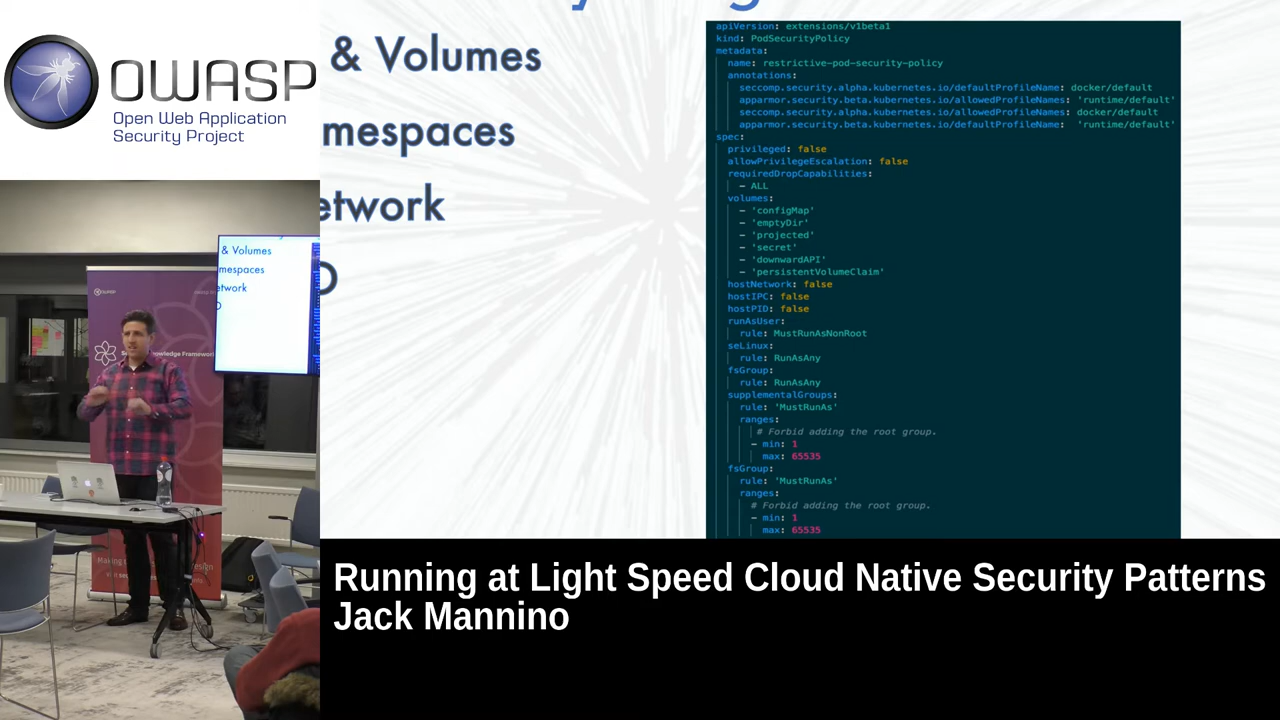 OWASP
Open Web Application
Security Project
& Volumes
mespaces
etwork
apiVersion: extensions/v1beta1
kind: PodSecurityPolicy
metadata:
name: restrictive-pod-security-policy
annotations:
seccomp.security.alpha.kubernetes.io/defaultProfileName: docker/default
apparmor.security.beta.kubernetes.io/allowedProfileNames: 'runtime/default'
seccomp.security.alpha.kubernetes.io/allowedProfileNames: docker/default
apparmor.security.beta.kubernetes.io/defaultProfileName: 'runtime/default'
spec:
privileged: false
allowPrivilegeEscalation: false
requiredDropCapabilities:
– ALL
volumes:
– 'configMap'
– 'emptyDir'
– 'projected'
– 'secret'
– 'downwardAPI'
– 'persistentVolumeClaim'
hostNetwork: false
hostIPC: false
hostPID: false
runAsUser:
rule: MustRunAsNonRoot
seLinux:
rule: RunAsAny
fsGroup:
rule: RunAsAny
supplementalGroups:
rule: 'MustRunAs'
ranges:
# Forbid adding the root group.
– min: 1
max: 65535
fsGroup:
rule: 'MustRunAs'
ranges:
# Forbid adding the root group.
– min: 1
max: 65535
& Volumes
mespaces
etwork
Running at Light Speed Cloud Native Security Patterns
Jack Mannino